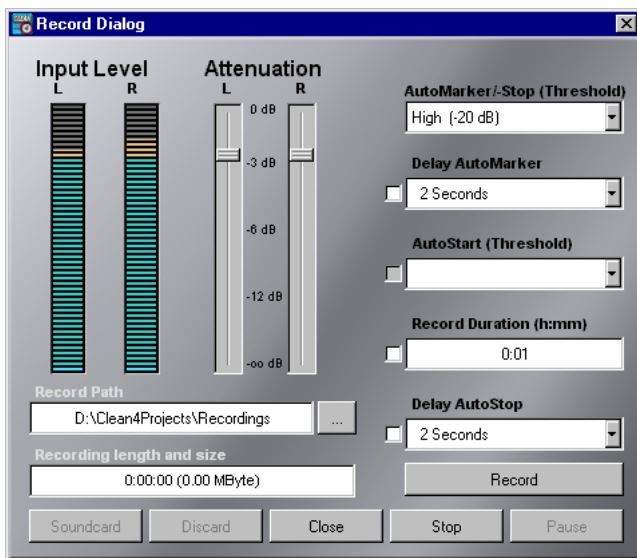 Record Dialog
Input Level
L R
Attenuation
L R
0 dB
-3 dB
-6 dB
-12 dB
-oo dB
AutoMarker/-Stop (Threshold)
High (-20 dB)
Delay AutoMarker
2 Seconds
AutoStart (Threshold)
Record Duration (h:mm)
0:01
Delay AutoStop
2 Seconds
Record Path
D:\Clean4Projects\Recordings
...
Recording length and size
0:00:00 (0.00 MByte)
Record
Soundcard Discard Close Stop Pause